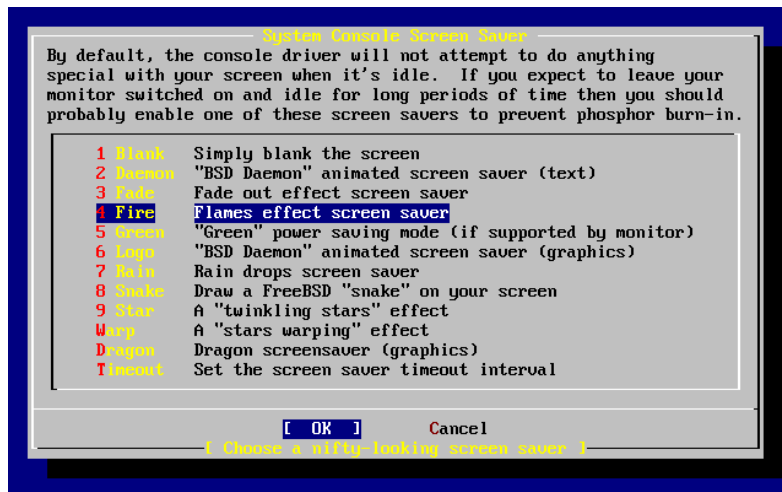 System Console Screen Saver
By default, the console driver will not attempt to do anything
special with your screen when it's idle.  If you expect to leave your
monitor switched on and idle for long periods of time then you should
probably enable one of these screen savers to prevent phosphor burn-in.
1 Blank    Simply blank the screen
2 Daemon   "BSD Daemon" animated screen saver (text)
3 Fade     Fade out effect screen saver
4 Fire     Flames effect screen saver
5 Green    "Green" power saving mode (if supported by monitor)
6 Logo     "BSD Daemon" animated screen saver (graphics)
7 Rain     Rain drops screen saver
8 Snake    Draw a FreeBSD "snake" on your screen
9 Star     A "twinkling stars" effect
Warp       A "stars warping" effect
Dragon     Dragon screensaver (graphics)
Timeout    Set the screen saver timeout interval
[  OK  ]       Cancel
[ Choose a nifty-looking screen saver ]